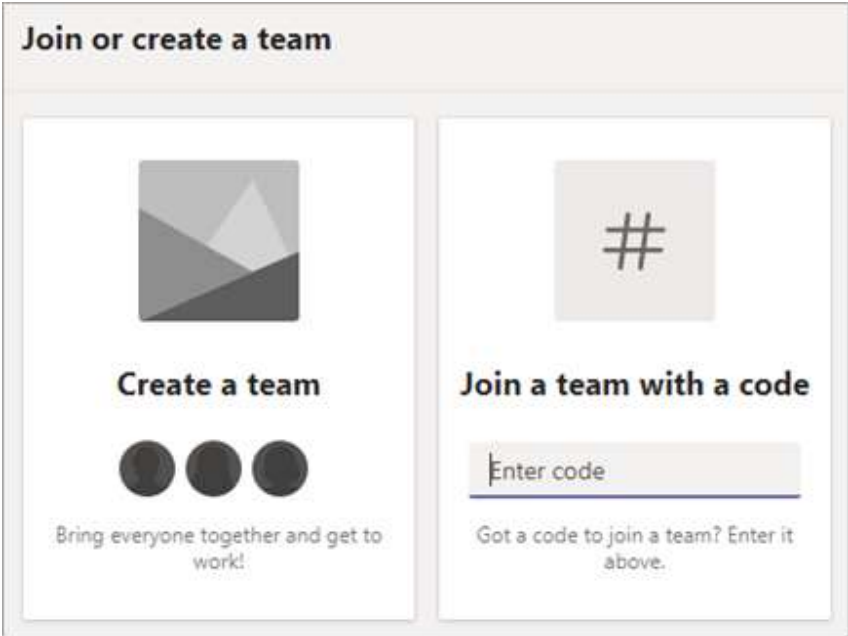 Join or create a team
Create a team
Bring everyone together and get to
work!
#
Join a team with a code
Enter code
Got a code to join a team? Enter it
above.